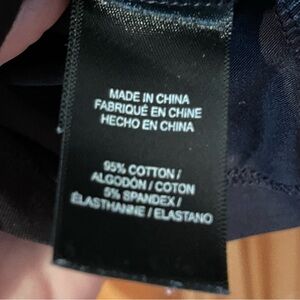 MADE IN CHINA
FABRIQUÉ EN CHINE
HECHO EN CHINA
95% COTTON /
ALGODÓN / COTON
5% SPANDEX /
ÉLASTHANNE / ELASTANO